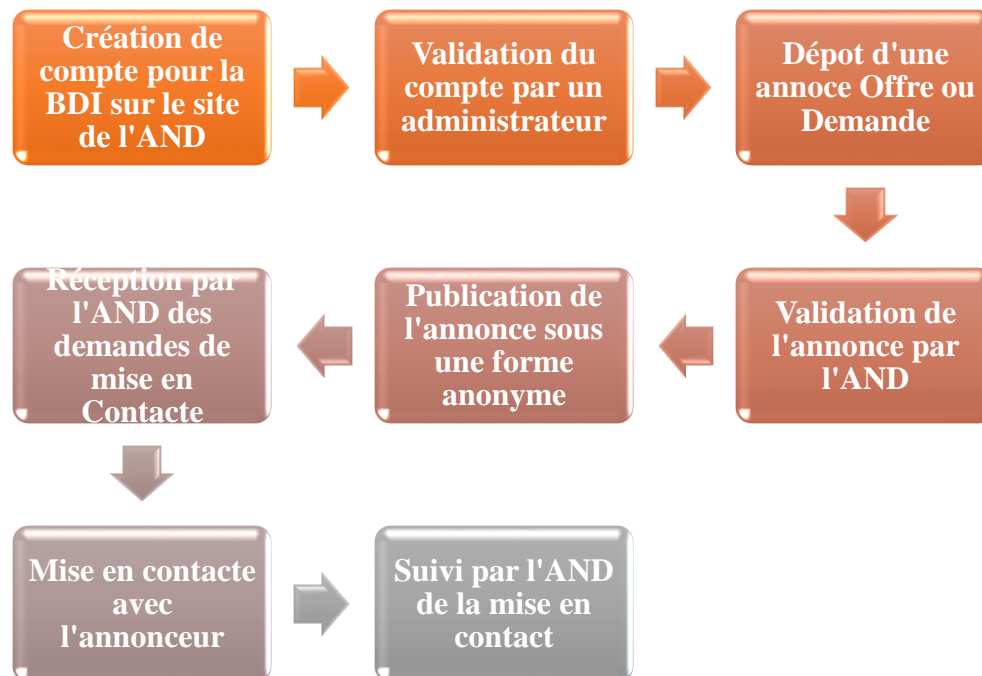 Création de
compte pour la
BDI sur le site
de l'AND
Validation du
compte par un
administrateur
Dépot d'une
annoce Offre ou
Demande
Validation de
l'annonce par
l'AND
Publication de
l'annonce sous
une forme
anonyme
Réception par
l'AND des
demandes de
mise en
Contacte
Mise en contacte
avec
l'annonceur
Suivi par l'AND
de la mise en
contact